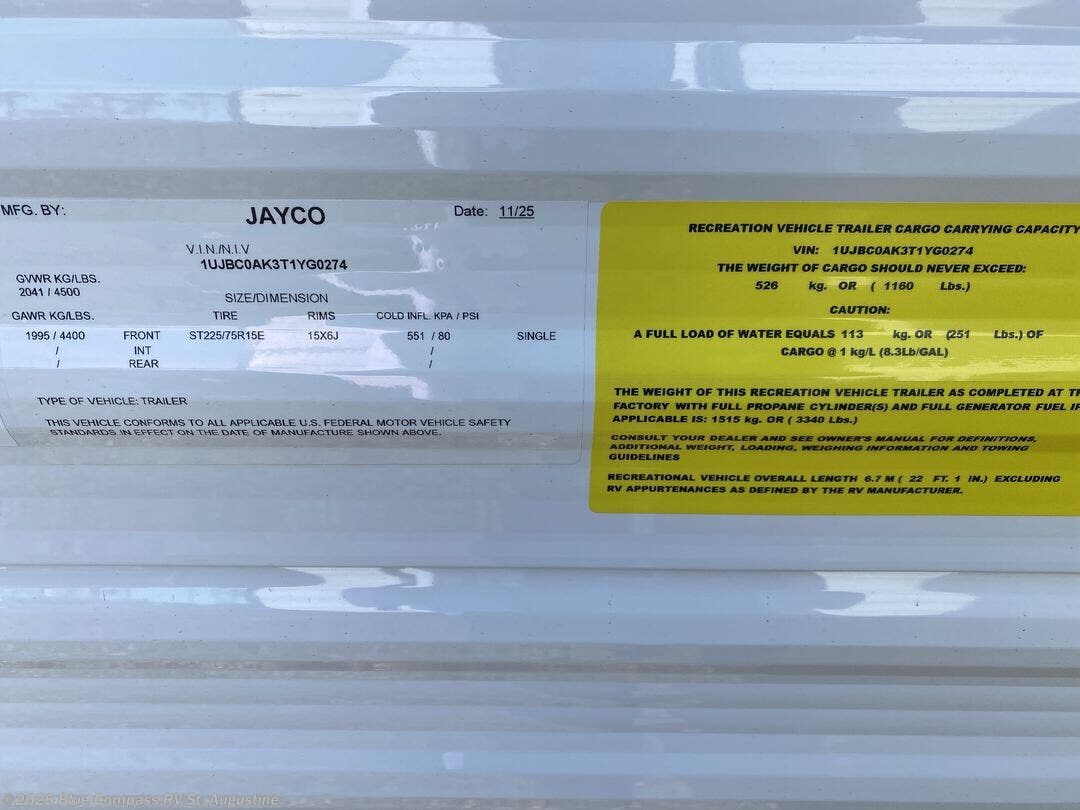 MFG. BY: JAYCO Date: 11/25
V.I.N./N.I.V
1UJBC0AK3T1YG0274
GVWR KG/LBS.
2041 / 4500
SIZE/DIMENSION
GAWR KG/LBS. TIRE RIMS COLD INFL. KPA / PSI
1995 / 4400 FRONT ST225/75R15E 15X6J 551 / 80 SINGLE
/ INT /
/ REAR /
TYPE OF VEHICLE: TRAILER
THIS VEHICLE CONFORMS TO ALL APPLICABLE U.S. FEDERAL MOTOR VEHICLE SAFETY
STANDARDS IN EFFECT ON THE DATE OF MANUFACTURE SHOWN ABOVE.
RECREATION VEHICLE TRAILER CARGO CARRYING CAPACITY
VIN: 1UJBC0AK3T1YG0274
THE WEIGHT OF CARGO SHOULD NEVER EXCEED:
526 kg. OR ( 1160 Lbs.)
CAUTION:
A FULL LOAD OF WATER EQUALS 113 kg. OR (251 Lbs.) OF
CARGO @ 1 kg/L (8.3Lb/GAL)
THE WEIGHT OF THIS RECREATION VEHICLE TRAILER AS COMPLETED AT TH
FACTORY WITH FULL PROPANE CYLINDER(S) AND FULL GENERATOR FUEL IF
APPLICABLE IS: 1515 kg. OR ( 3340 Lbs.)
CONSULT YOUR DEALER AND SEE OWNER'S MANUAL FOR DEFINITIONS,
ADDITIONAL WEIGHT, LOADING, WEIGHING INFORMATION AND TOWING
GUIDELINES
RECREATIONAL VEHICLE OVERALL LENGTH 6.7 M ( 22 FT. 1 IN.) EXCLUDING
RV APPURTENANCES AS DEFINED BY THE RV MANUFACTURER.
©2026 Blue Compass RV St. Augustine